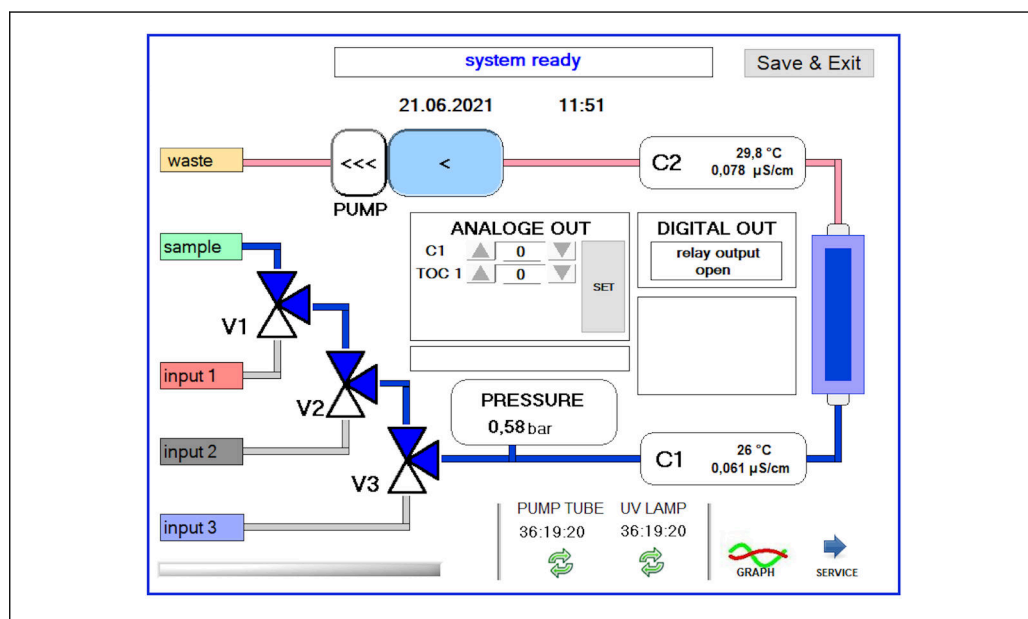 system ready
Save & Exit
21.06.2021 11:51
waste
<<<
<
C2
29,8 °C
0,078 µS/cm
PUMP
ANALOGE OUT
C1 0
TOC 1 0
SET
DIGITAL OUT
relay output
open
sample
V1
input 1
V2
PRESSURE
0,58 bar
input 2
V3
C1
26 °C
0,061 µS/cm
input 3
PUMP TUBE UV LAMP
36:19:20 36:19:20
GRAPH
SERVICE